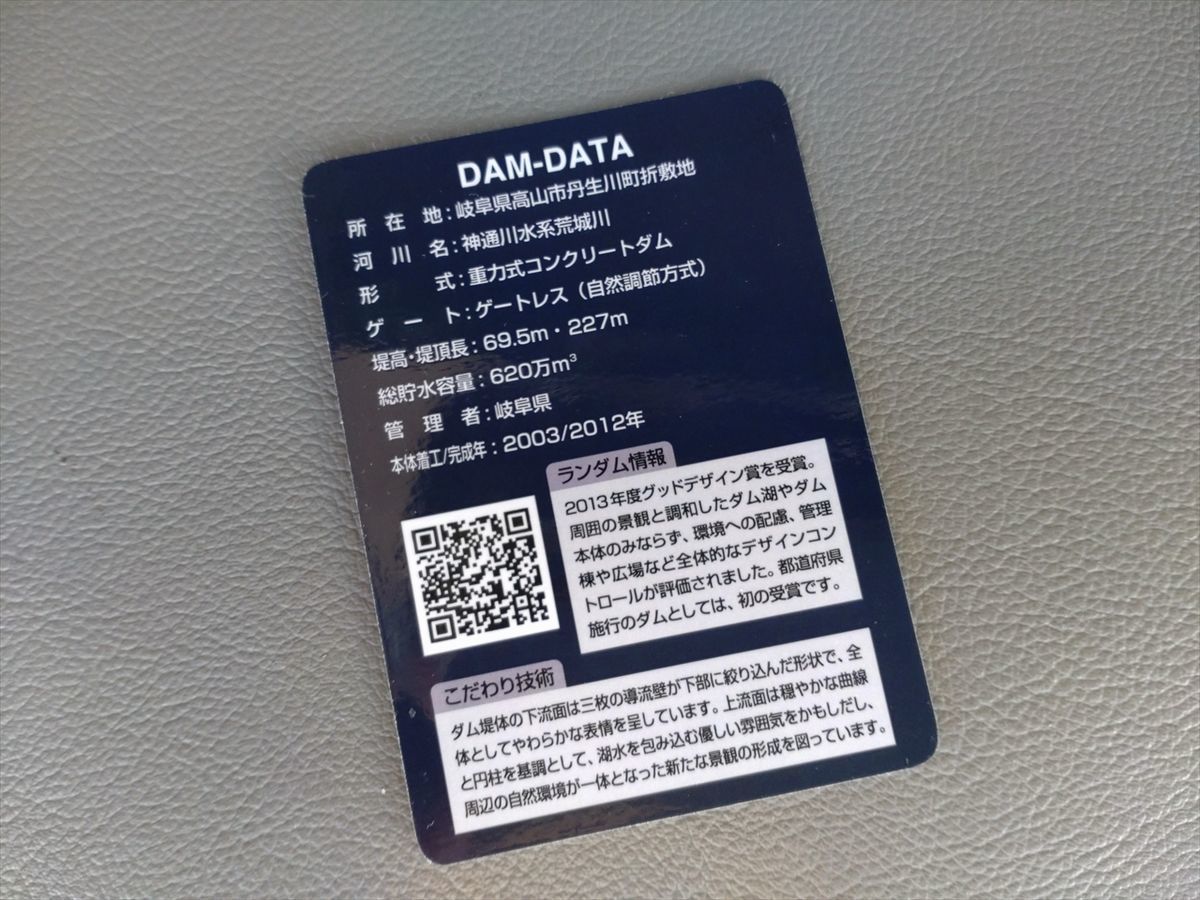 DAM-DATA
所在地:岐阜県高山市丹生川町折敷地
河川名:神通川水系荒城川
形式:重力式コンクリートダム
ゲート:ゲートレス(自然調節方式)
堤高・堤頂長:69.5m・227m
総貯水容量:620万m³
管理者:岐阜県
本体着工/完成年:2003/2012年
ランダム情報
2013年度グッドデザイン賞を受賞。
周囲の景観と調和したダム湖やダム
本体のみならず、環境への配慮、管理
棟や広場など全体的なデザインコン
トロールが評価されました。都道府県
施行のダムとしては、初の受賞です。
こだわり技術
ダム堤体の下流面は三枚の導流壁が下部に絞り込んだ形状で、全
体としてやわらかな表情を呈しています。上流面は穏やかな曲線
と円柱を基調として、湖水を包み込む優しい雰囲気をかもしだし、
周辺の自然環境が一体となった新たな景観の形成を図っています。